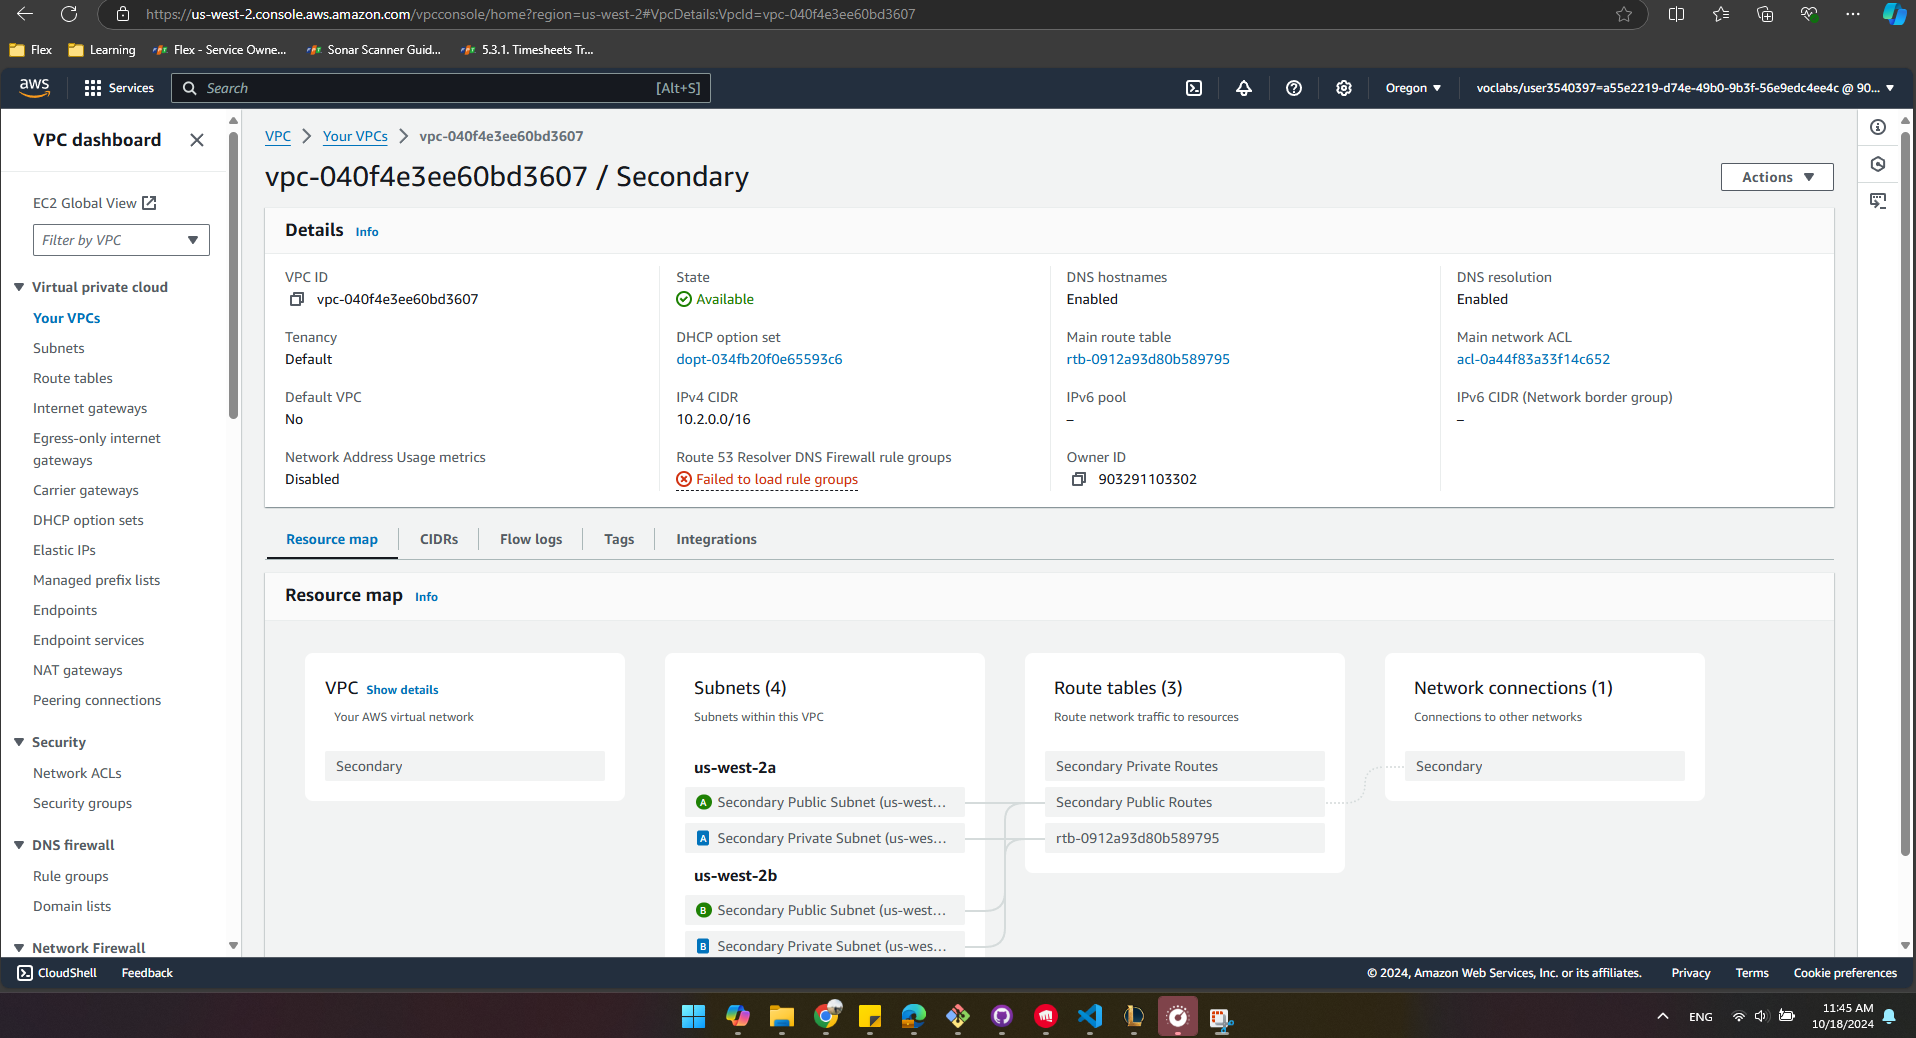 https://us-west-2.console.aws.amazon.com/vpcconsole/home?region=us-west-2#VpcDetails:VpcId=vpc-040f4e3ee60bd3607
Flex
Learning
Flex - Service Owne...
Sonar Scanner Guid...
5.3.1. Timesheets Tr...
aws
Services
Search
[Alt+S]
Oregon
voclabs/user3540397=a55e2219-d74e-49b0-9b3f-56e9edc4ee4c @ 90...
VPC dashboard
EC2 Global View
Filter by VPC
Virtual private cloud
Your VPCs
Subnets
Route tables
Internet gateways
Egress-only internet
gateways
Carrier gateways
DHCP option sets
Elastic IPs
Managed prefix lists
Endpoints
Endpoint services
NAT gateways
Peering connections
Security
Network ACLs
Security groups
DNS firewall
Rule groups
Domain lists
Network Firewall
VPC
Your VPCs
vpc-040f4e3ee60bd3607
vpc-040f4e3ee60bd3607 / Secondary
Actions
Details
Info
VPC ID
vpc-040f4e3ee60bd3607
State
Available
DNS hostnames
Enabled
DNS resolution
Enabled
Tenancy
Default
DHCP option set
dopt-034fb20f0e65593c6
Main route table
rtb-0912a93d80b589795
Main network ACL
acl-0a44f83a33f14c652
Default VPC
No
IPv4 CIDR
10.2.0.0/16
IPv6 pool
–
IPv6 CIDR (Network border group)
–
Network Address Usage metrics
Disabled
Route 53 Resolver DNS Firewall rule groups
Failed to load rule groups
Owner ID
903291103302
Resource map
CIDRs
Flow logs
Tags
Integrations
Resource map
Info
VPC
Show details
Your AWS virtual network
Secondary
Subnets (4)
Subnets within this VPC
us-west-2a
A
Secondary Public Subnet (us-west...
A
Secondary Private Subnet (us-wes...
us-west-2b
B
Secondary Public Subnet (us-west...
B
Secondary Private Subnet (us-wes...
Route tables (3)
Route network traffic to resources
Secondary Private Routes
Secondary Public Routes
rtb-0912a93d80b589795
Network connections (1)
Connections to other networks
Secondary
CloudShell
Feedback
© 2024, Amazon Web Services, Inc. or its affiliates.
Privacy
Terms
Cookie preferences
ENG
11:45 AM
10/18/2024